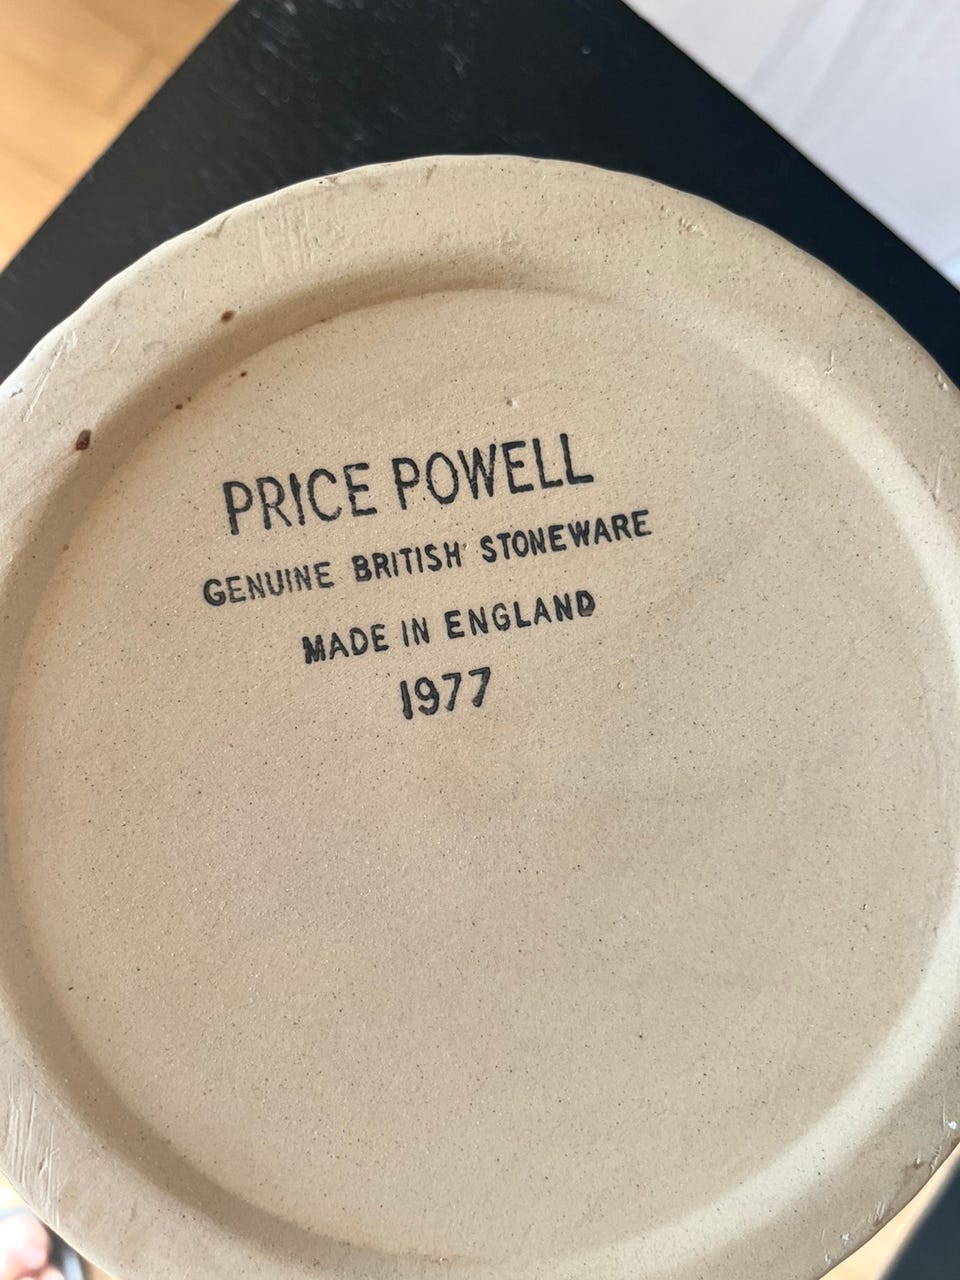 PRICE POWELL
GENUINE BRITISH STONEWARE
MADE IN ENGLAND
1977